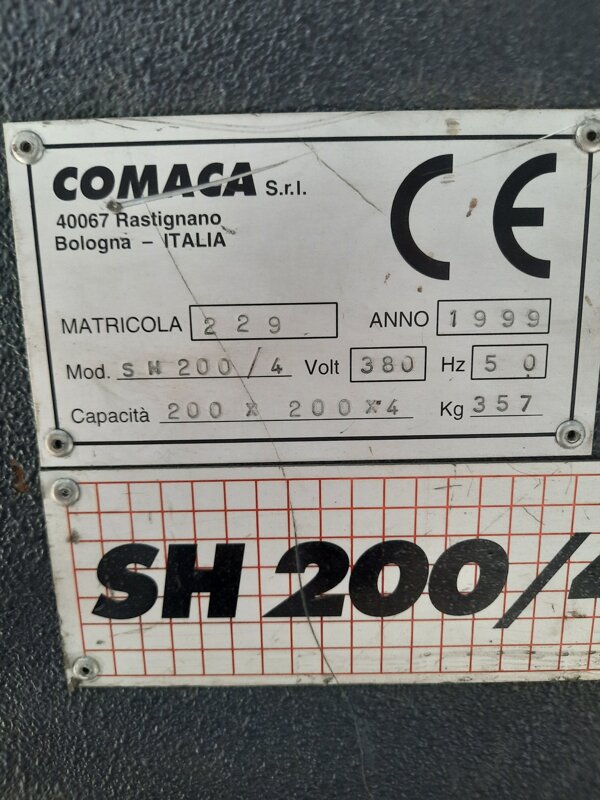 COMACA S.r.l.
40067 Rastignano
Bologna – ITALIA
CE
MATRICOLA 229 ANNO 1999
Mod. SH 200/4 Volt 380 Hz 50
Capacità 200 x 200x4 Kg 357
SH 200/4